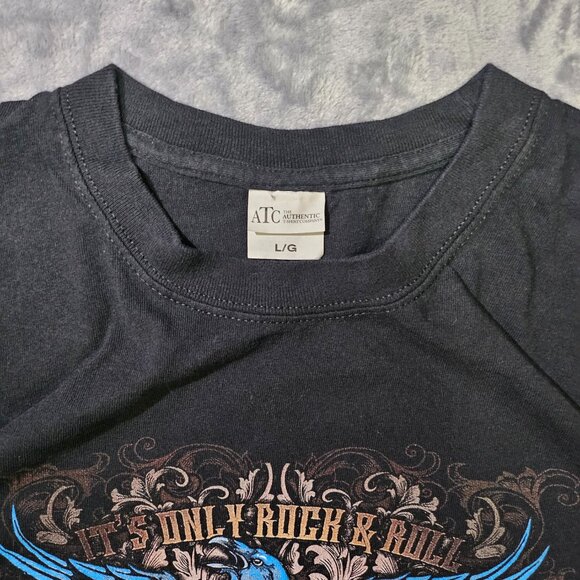 ATC THE
AUTHENTIC
T-SHIRT COMPANY
L/G
IT'S ONLY ROCK & ROLL